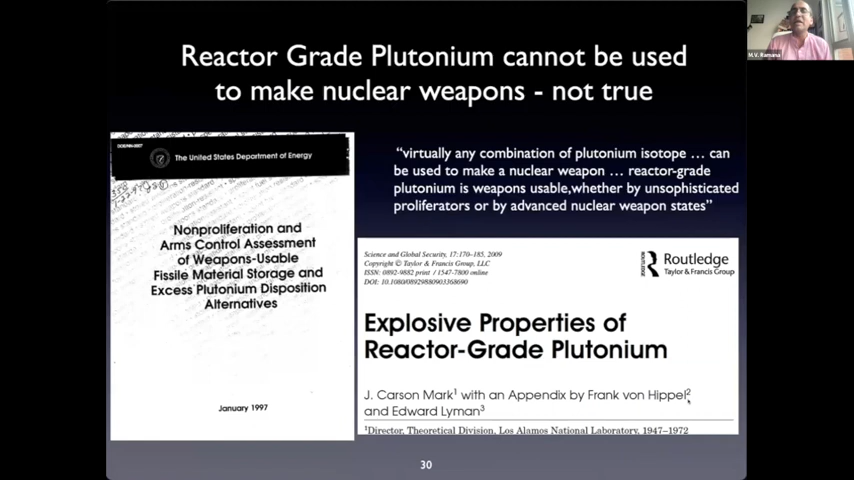 Reactor Grade Plutonium cannot be used
to make nuclear weapons - not true
M.V. Ramana
The United States Department of Energy
Nonproliferation and
Arms Control Assessment
of Weapons-Usable
Fissile Material Storage and
Excess Plutonium Disposition
Alternatives
January 1997
“virtually any combination of plutonium isotope ... can
be used to make a nuclear weapon ... reactor-grade
plutonium is weapons usable,whether by unsophisticated
proliferators or by advanced nuclear weapon states”
Science and Global Security, 17:170–185, 2009
Copyright © Taylor & Francis Group, LLC
ISSN: 0892-9882 print / 1547-7800 online
DOI: 10.1080/08929880903368690
ROUTLEDGE
Routledge
Taylor & Francis Group
Explosive Properties of
Reactor-Grade Plutonium
J. Carson Mark¹ with an Appendix by Frank von Hippel²
and Edward Lyman³
¹Director, Theoretical Division, Los Alamos National Laboratory, 1947–1972
30